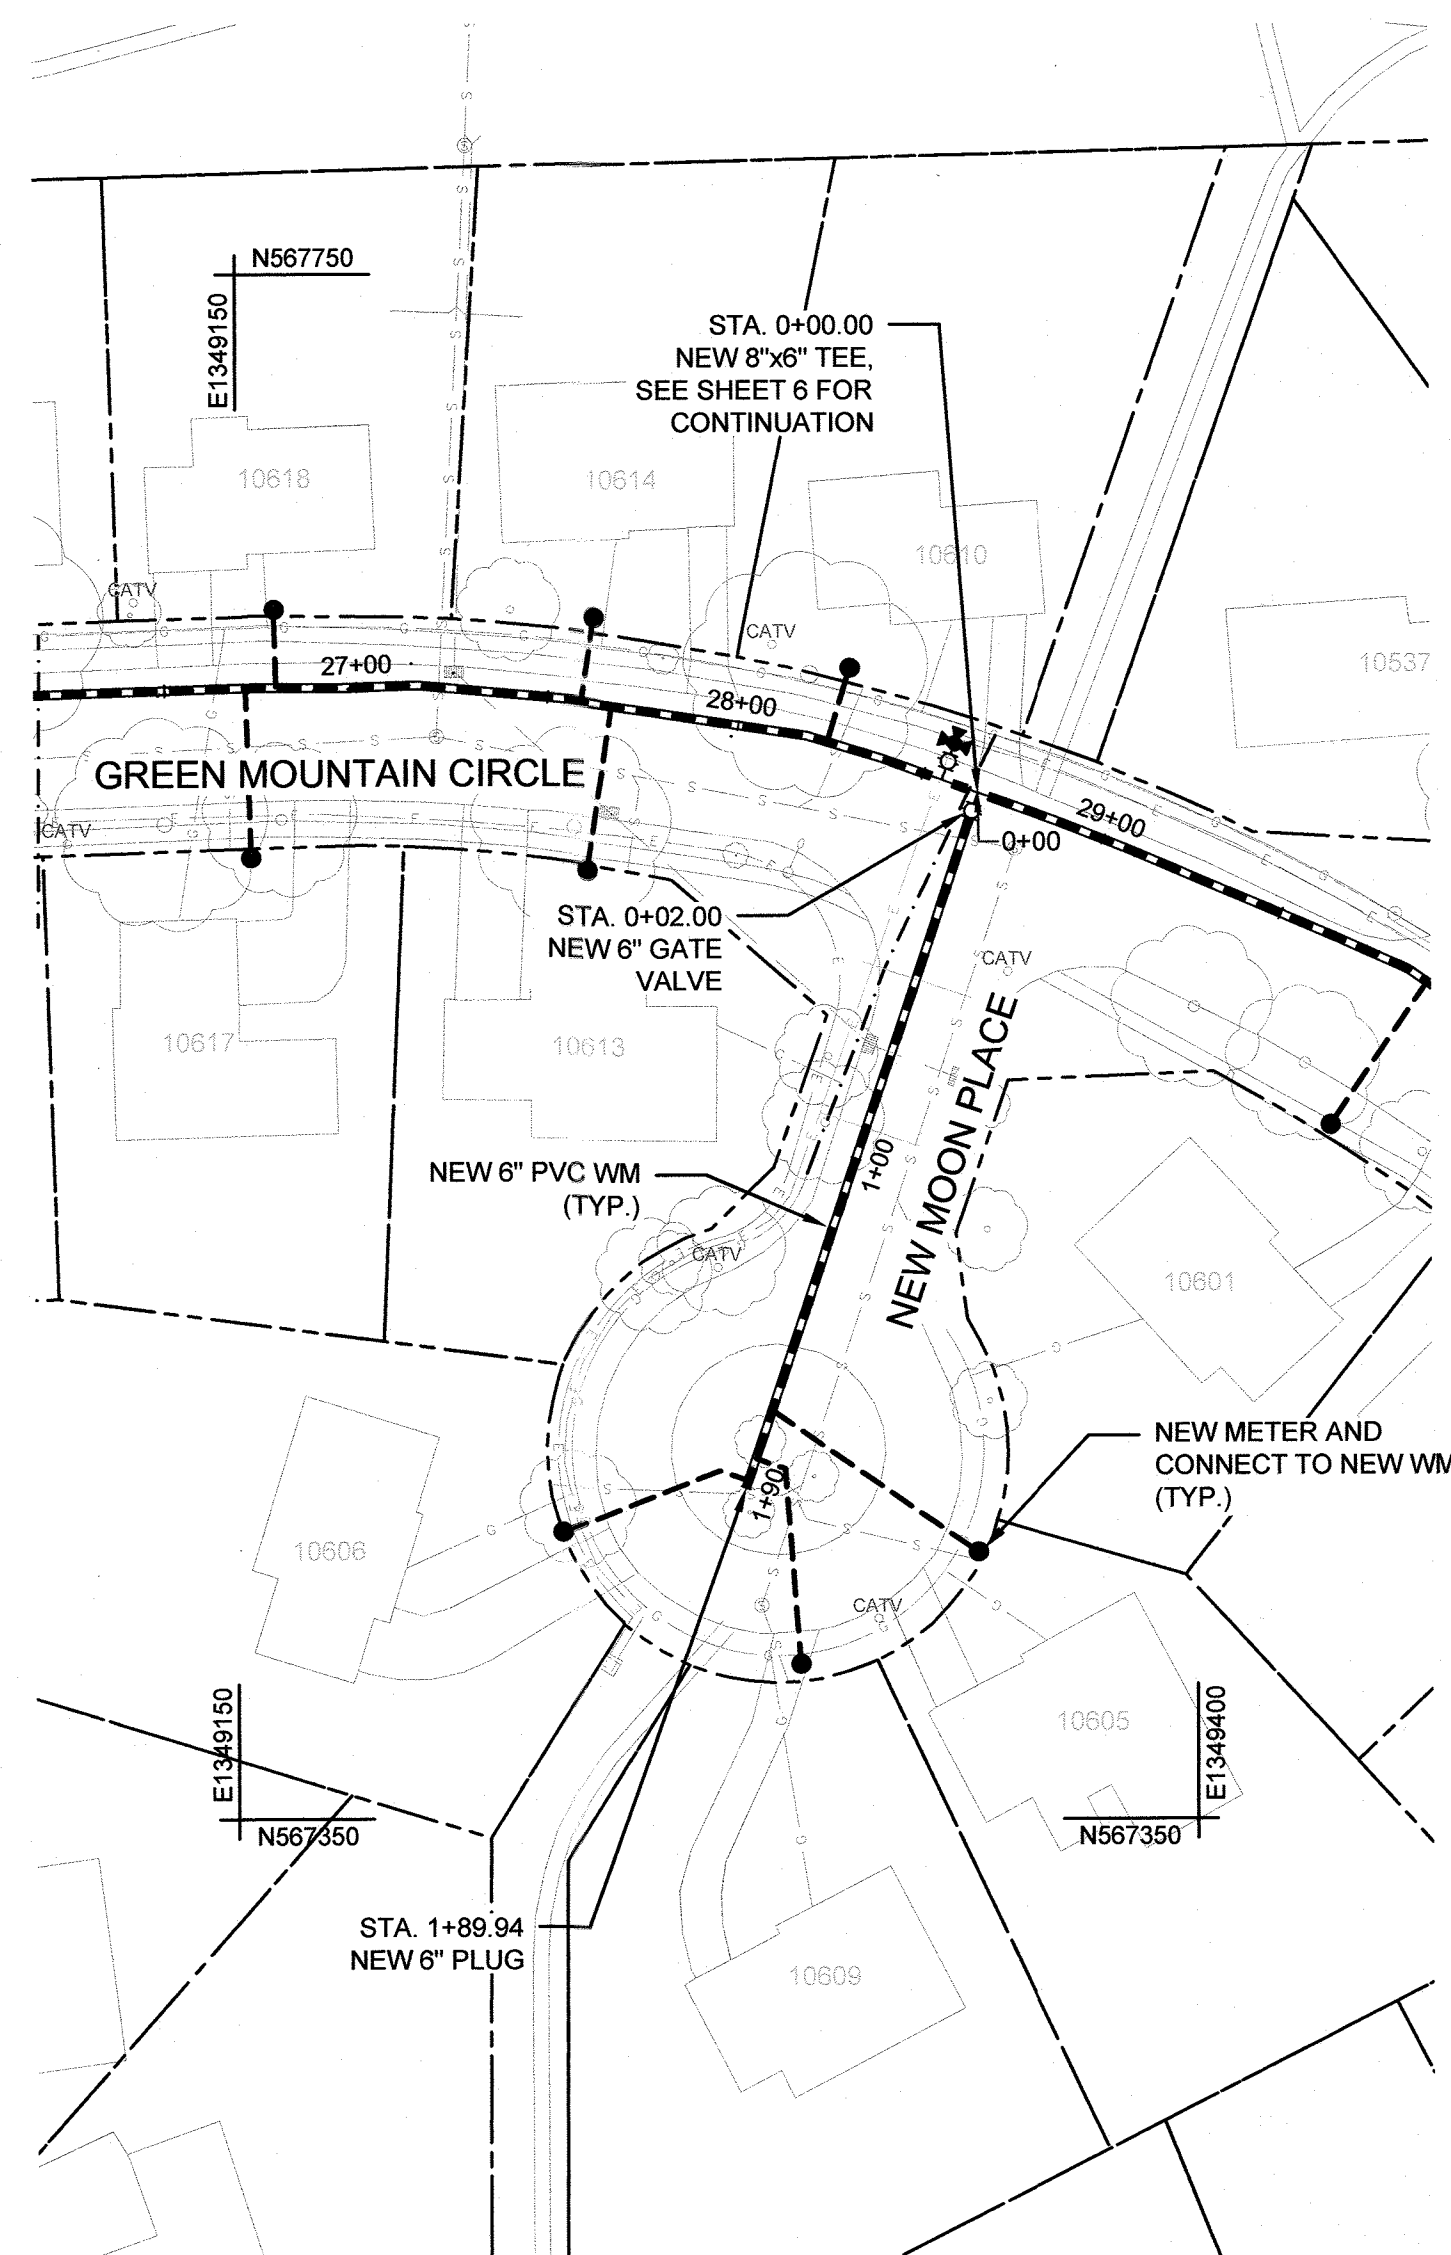 N567750
E1349150
STA. 0+00.00
NEW 8"x6" TEE,
SEE SHEET 6 FOR
CONTINUATION
10618
10614
10610
10537
CATV
CATV
27+00
28+00
29+00
0+00
GREEN MOUNTAIN CIRCLE
CATV
STA. 0+02.00
NEW 6" GATE
VALVE
CATV
10617
10613
NEW MOON PLACE
NEW 6" PVC WM
(TYP.)
1+00
CATV
10601
NEW METER AND
CONNECT TO NEW WM
(TYP.)
1+90
10606
CATV
10605
E1349150
N567350
E1349400
N567350
STA. 1+89.94
NEW 6" PLUG
10609